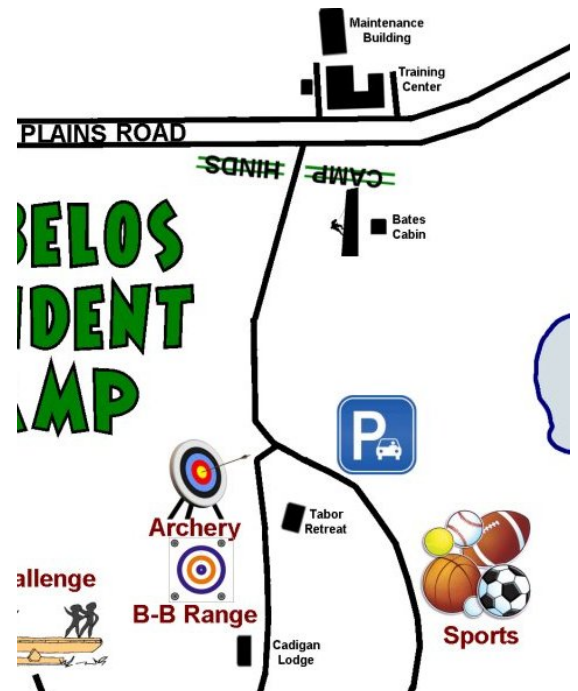 Maintenance
Building
Training
Center
PLAINS ROAD
CAMP HINDS
Bates
Cabin
BELOS
IDENT
AMP
P
Archery
Tabor
Retreat
allenge
B-B Range
Cadigan
Lodge
Sports